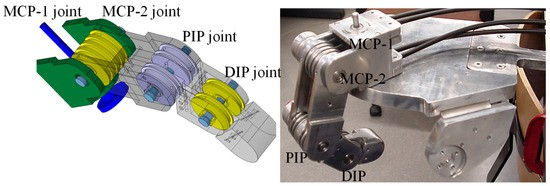 MCP-1 joint
MCP-2 joint
PIP joint
DIP joint
MCP-1
MCP-2
PIP
DIP